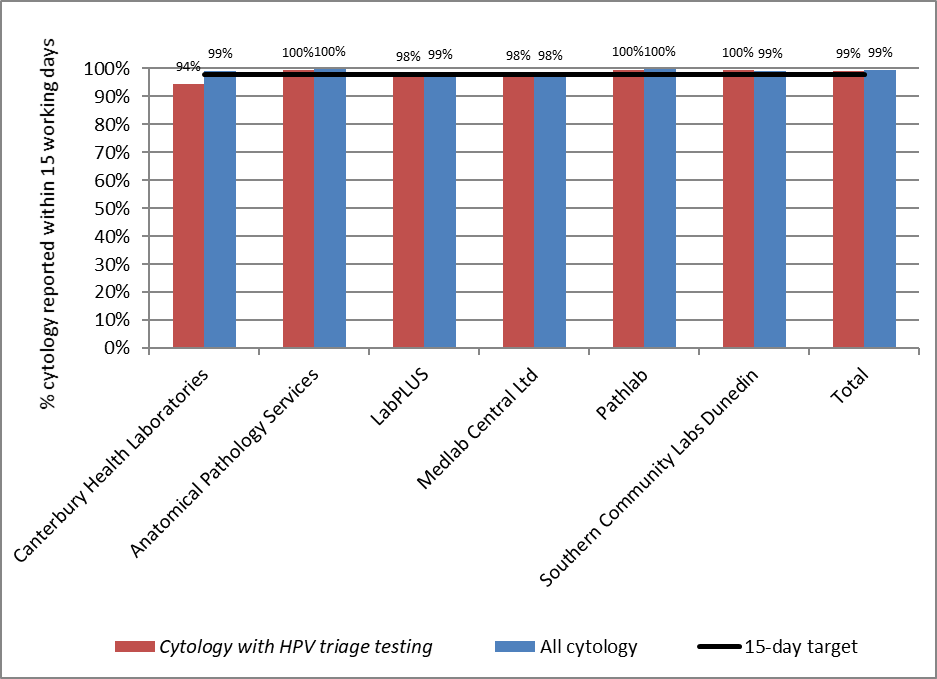 % cytology reported within 15 working days
94% 99% 100% 100% 98% 99% 98% 98% 100% 100% 100% 99% 99% 99%
100%
90%
80%
70%
60%
50%
40%
30%
20%
10%
0%
Canterbury Health Laboratories
Anatomical Pathology Services
LabPLUS
Medlab Central Ltd
Pathlab
Southern Community Labs Dunedin
Total
Cytology with HPV triage testing All cytology 15-day target